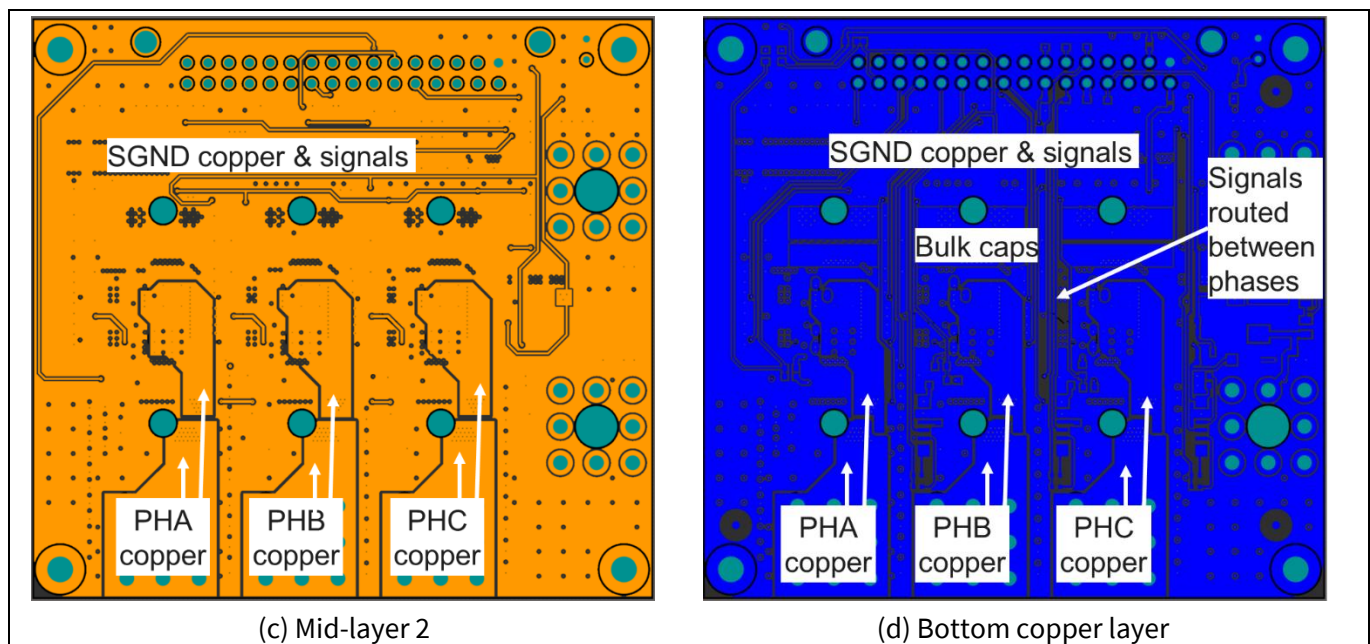 SGND copper & signals
PHA
copper
PHB
copper
PHC
copper
(c) Mid-layer 2
SGND copper & signals
Signals
routed
between
phases
Bulk caps
PHA
copper
PHB
copper
PHC
copper
(d) Bottom copper layer